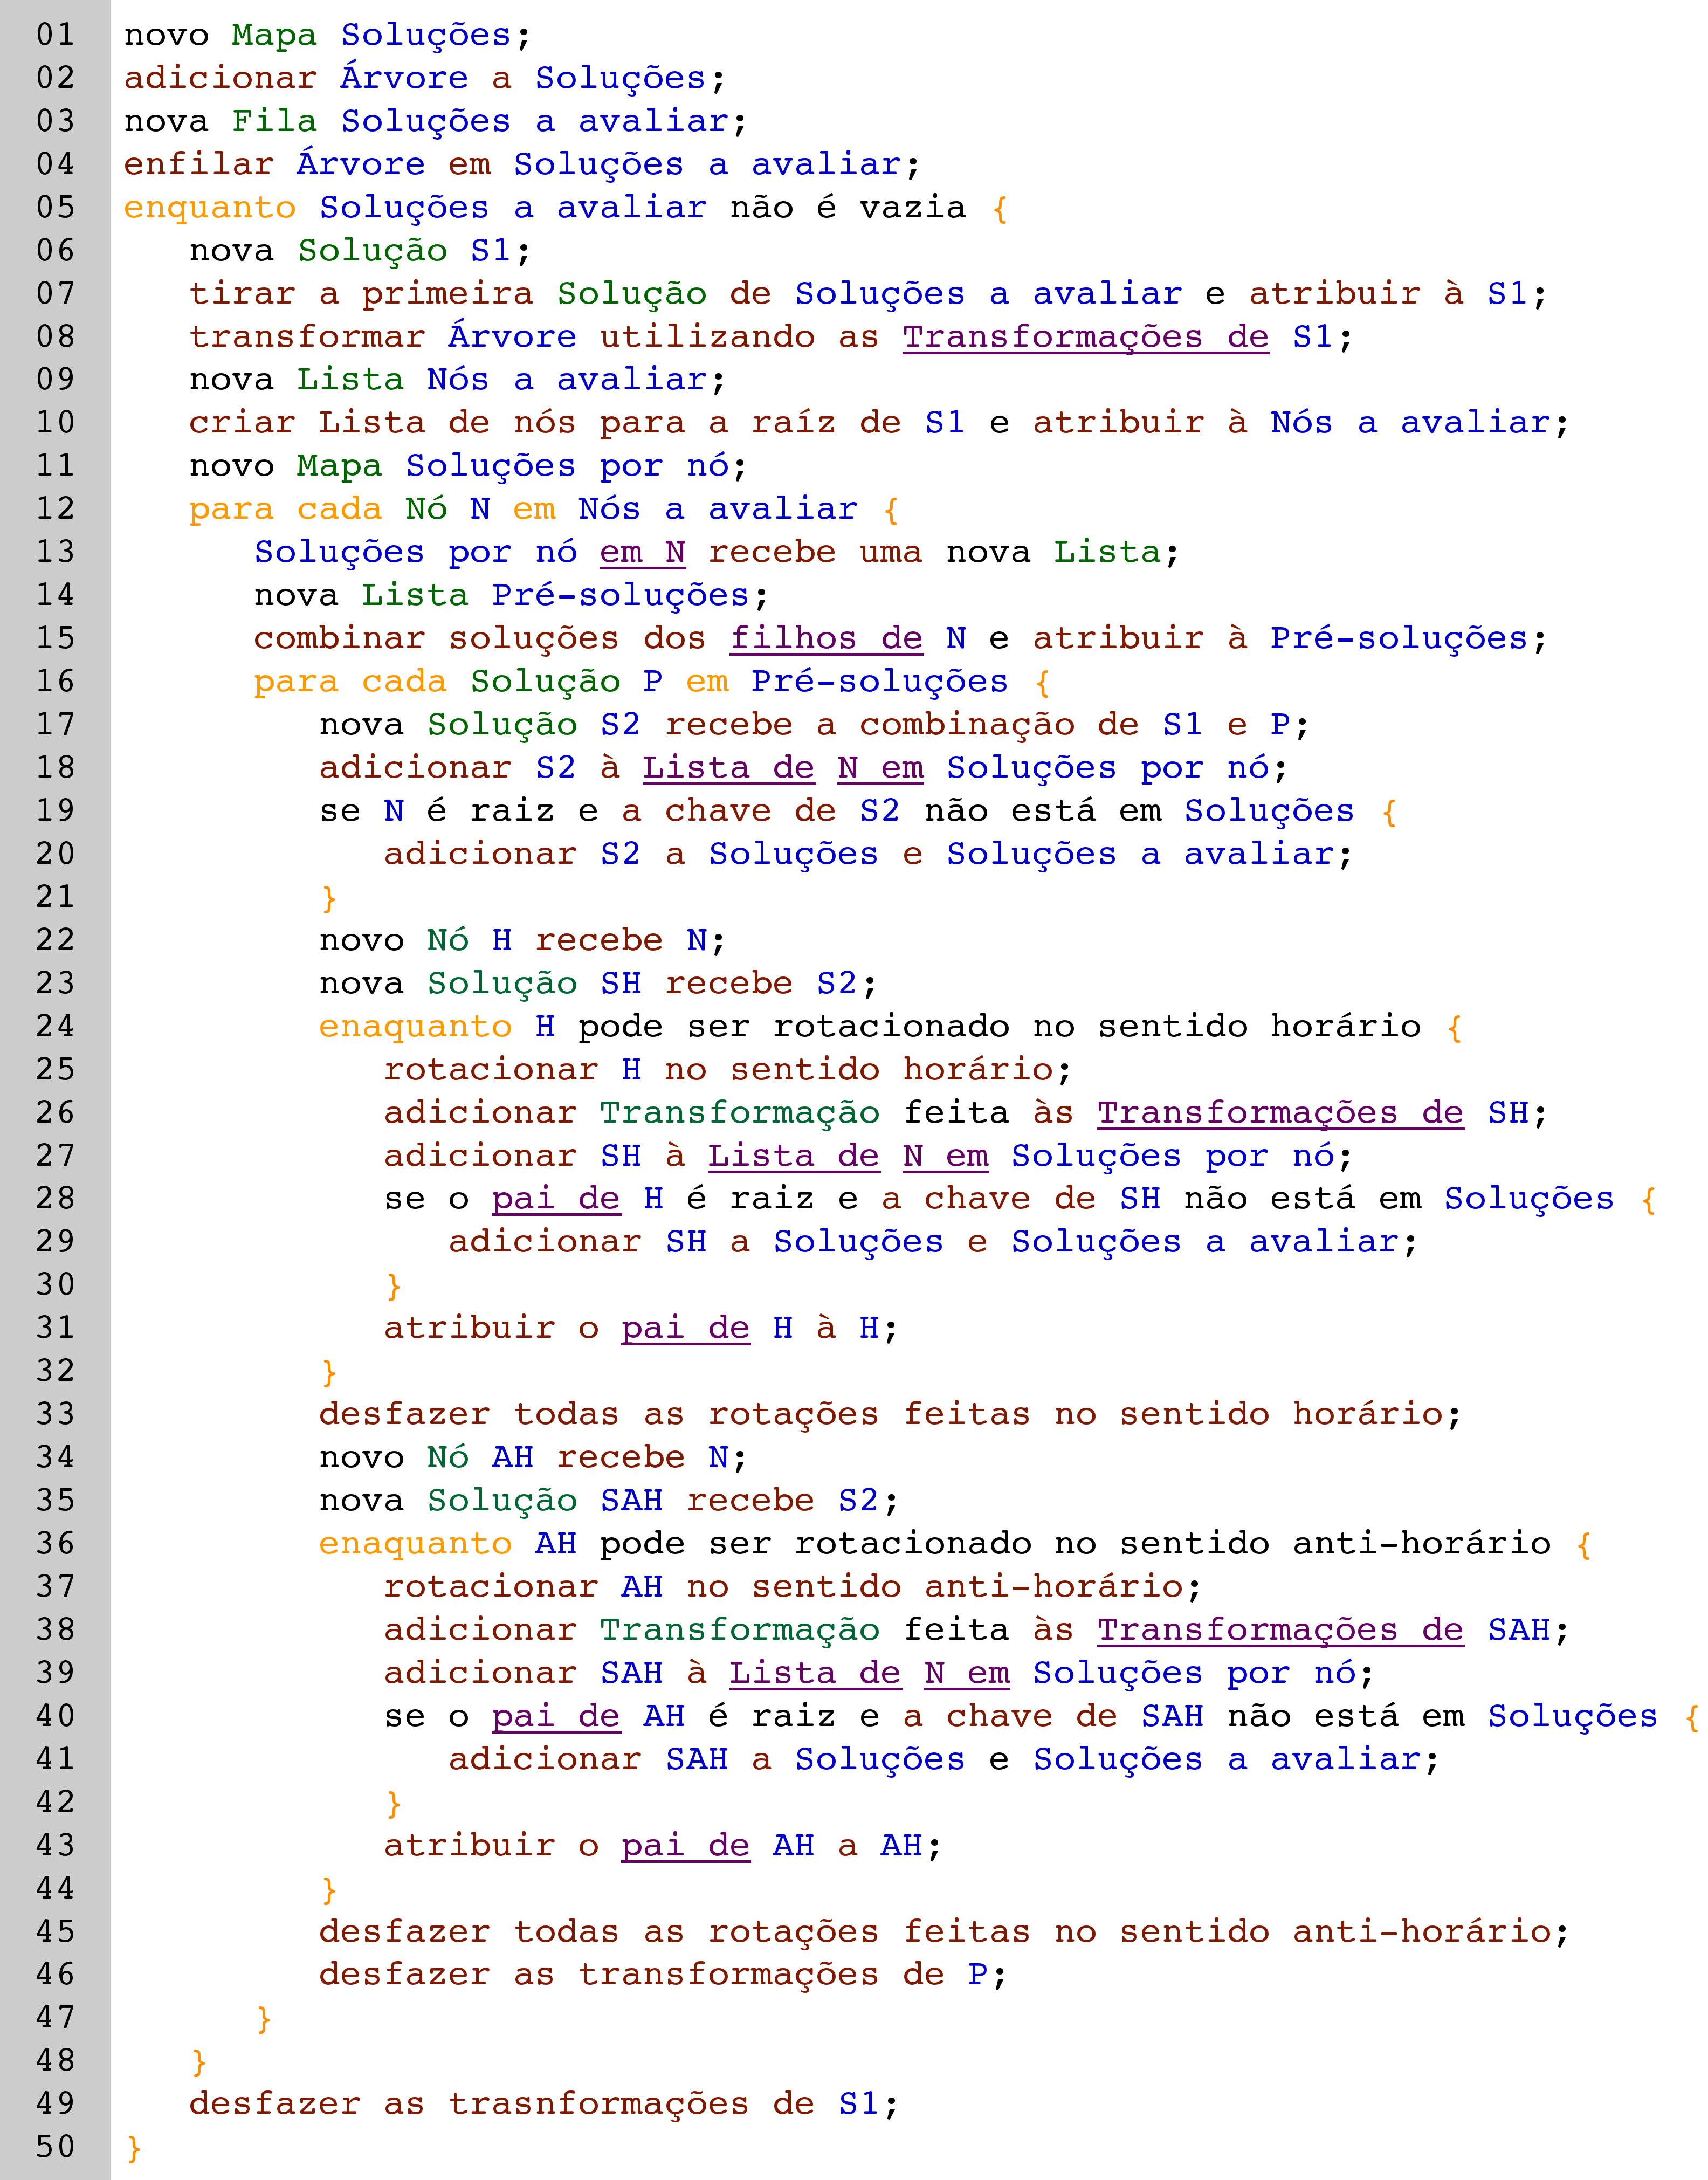 01 novo Mapa Soluções;
02 adicionar Árvore a Soluções;
03 nova Fila Soluções a avaliar;
04 enfilar Árvore em Soluções a avaliar;
05 enquanto Soluções a avaliar não é vazia {
06 nova Solução S1;
07 tirar a primeira Solução de Soluções a avaliar e atribuir à S1;
08 transformar Árvore utilizando as Transformações de S1;
09 nova Lista Nós a avaliar;
10 criar Lista de nós para a raíz de S1 e atribuir à Nós a avaliar;
11 novo Mapa Soluções por nó;
12 para cada Nó N em Nós a avaliar {
13 Soluções por nó em N recebe uma nova Lista;
14 nova Lista Pré-soluções;
15 combinar soluções dos filhos de N e atribuir à Pré-soluções;
16 para cada Solução P em Pré-soluções {
17 nova Solução S2 recebe a combinação de S1 e P;
18 adicionar S2 à Lista de N em Soluções por nó;
19 se N é raiz e a chave de S2 não está em Soluções {
20 adicionar S2 a Soluções e Soluções a avaliar;
21 }
22 novo Nó H recebe N;
23 nova Solução SH recebe S2;
24 enaquanto H pode ser rotacionado no sentido horário {
25 rotacionar H no sentido horário;
26 adicionar Transformação feita às Transformações de SH;
27 adicionar SH à Lista de N em Soluções por nó;
28 se o pai de H é raiz e a chave de SH não está em Soluções {
29 adicionar SH a Soluções e Soluções a avaliar;
30 }
31 atribuir o pai de H à H;
32 }
33 desfazer todas as rotações feitas no sentido horário;
34 novo Nó AH recebe N;
35 nova Solução SAH recebe S2;
36 enaquanto AH pode ser rotacionado no sentido anti-horário {
37 rotacionar AH no sentido anti-horário;
38 adicionar Transformação feita às Transformações de SAH;
39 adicionar SAH à Lista de N em Soluções por nó;
40 se o pai de AH é raiz e a chave de SAH não está em Soluções {
41 adicionar SAH a Soluções e Soluções a avaliar;
42 }
43 atribuir o pai de AH a AH;
44 }
45 desfazer todas as rotações feitas no sentido anti-horário;
46 desfazer as transformações de P;
47 }
48 }
49 desfazer as trasnformações de S1;
50 }